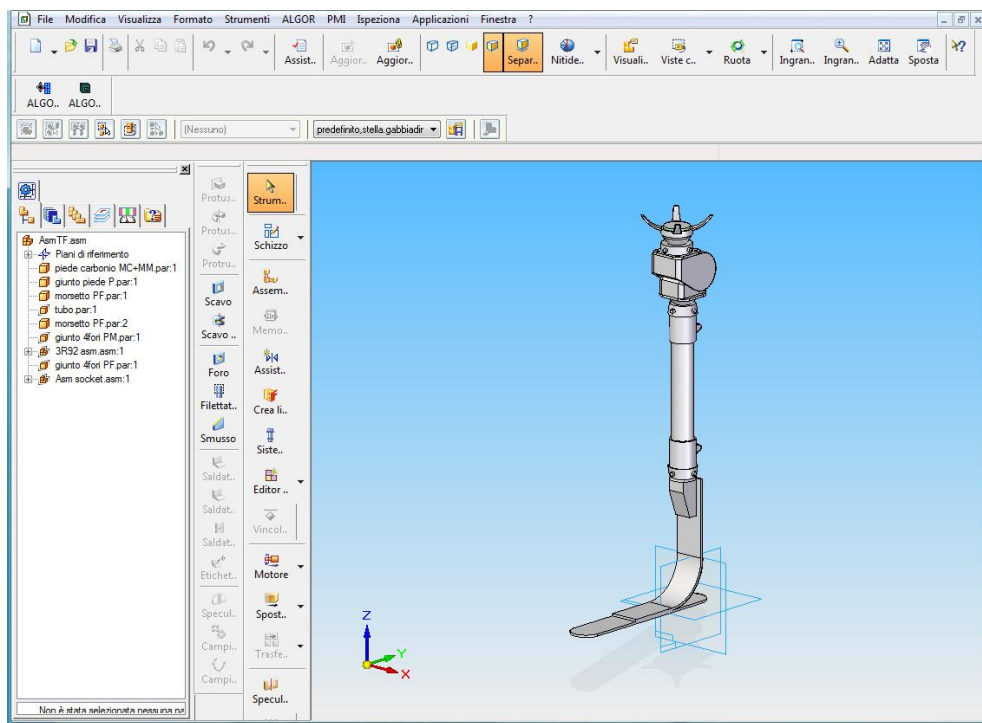 File Modifica Visualizza Formato Strumenti ALGOR PMI Ispeziona Applicazioni Finestra ?
Assist.. Aggior.. Aggior.. Separ.. Nitide.. Visuali.. Viste c.. Ruota Ingran.. Ingran.. Adatta Sposta
ALGO.. ALGO..
(Nessuno) predefinito,stella.gabbiadir
AsmTF.asm
Piani di riferimento
piede carbonio MC+MM.par:1
giunto piede P.par:1
morsetto PF.par:1
tubo.par:1
morsetto PF.par:2
giunto 4fori PM.par:1
3R92 asm.asm:1
giunto 4fori PF.par:1
Asm socket.asm:1
Non è stata selezionata nessuna pa
Protus..
Protus..
Protru..
Scavo
Scavo ..
Foro
Filettat..
Smusso
Saldat..
Saldat..
Saldat..
Etichet..
Specul..
Campi..
Campi..
Strum..
Schizzo
Assem..
Memo..
Assist..
Crea li..
Siste..
Editor ..
Vincol..
Motore
Spost..
Trasfe..
Specul..
Z
Y
X